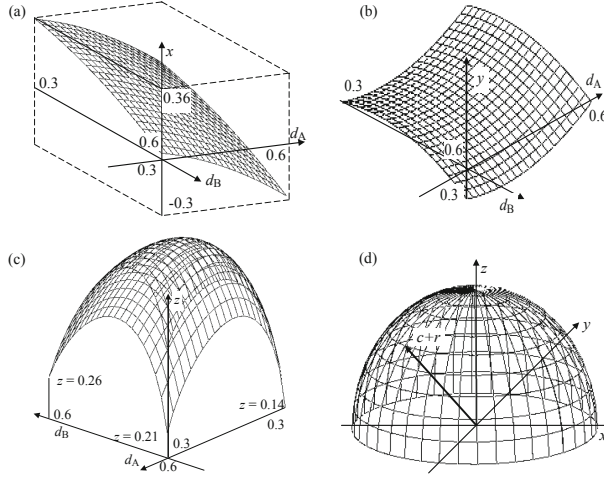 (a)
x
0.3
0.36
0.6
d_A
0.6
0.3
d_B
-0.3
(b)
0.3
y
d_A
0.6
0.6
0.3
d_B
(c)
z
z = 0.26
z = 0.14
0.6
d_B
z = 0.21
0.3
0.3
d_A
0.6
(d)
z
y
c+r
x